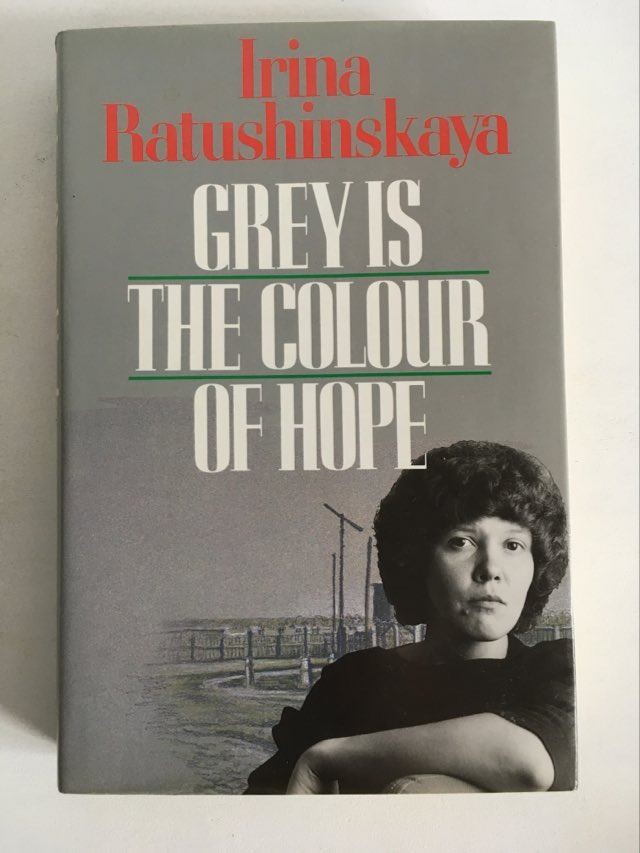 Irina
Ratushinskaya
GREY IS
THE COLOUR
OF HOPE